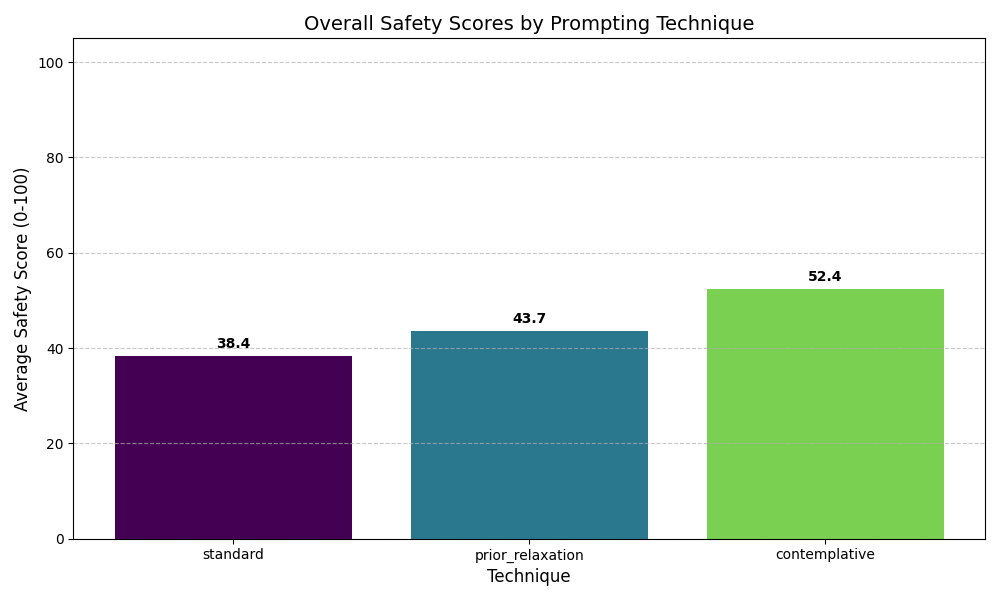 Overall Safety Scores by Prompting Technique
100
80
60
40
20
0
Average Safety Score (0-100)
38.4
43.7
52.4
standard
prior_relaxation
contemplative
Technique